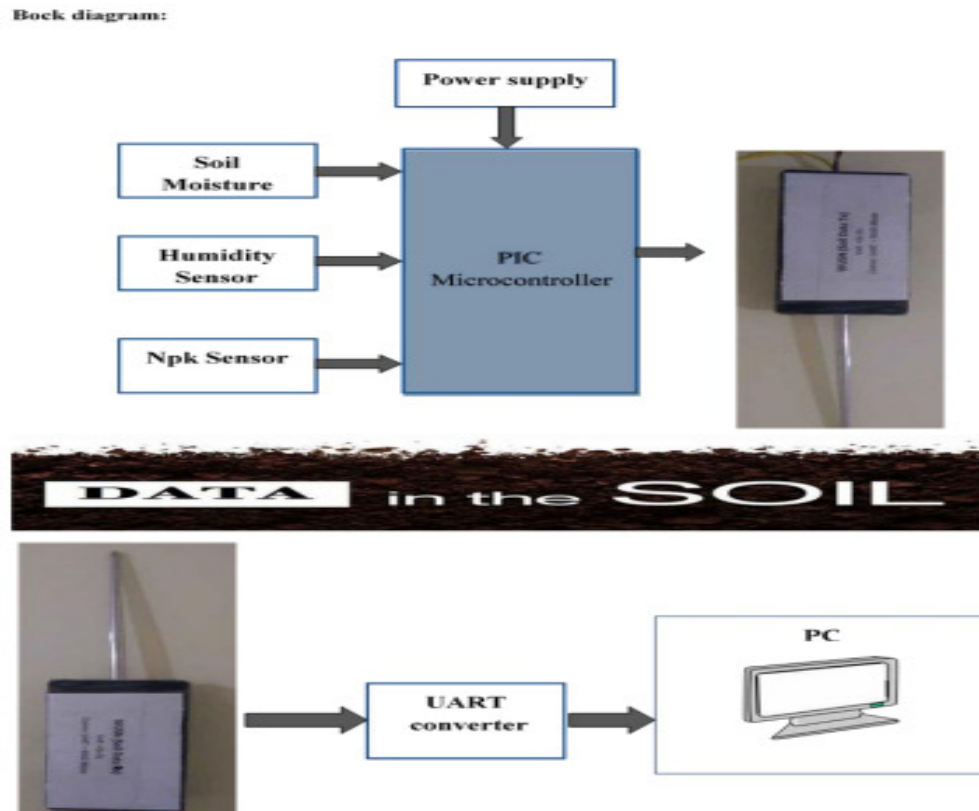 Bock diagram:
Power supply
Soil
Moisture
Humidity
Sensor
Npk Sensor
PIC
Microcontroller
DATA in the SOIL
UART
converter
PC